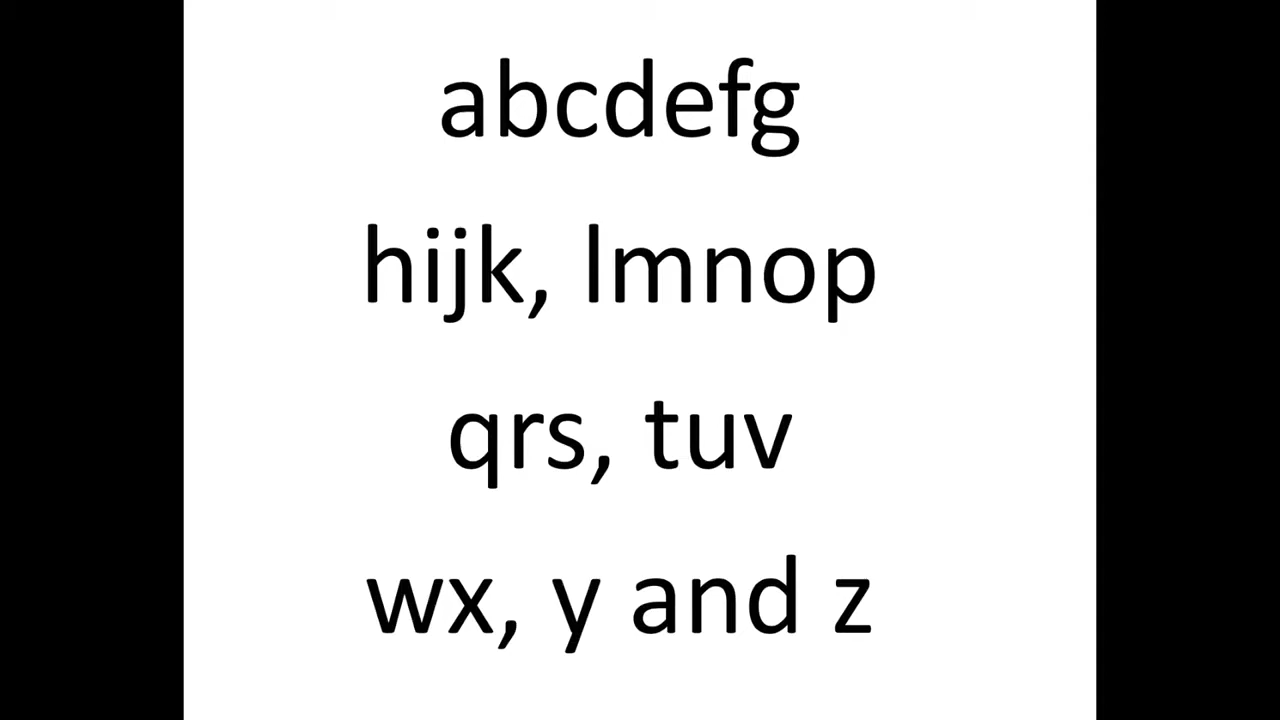 abcdefg
hijk, lmnop
qrs, tuv
wx, y and z